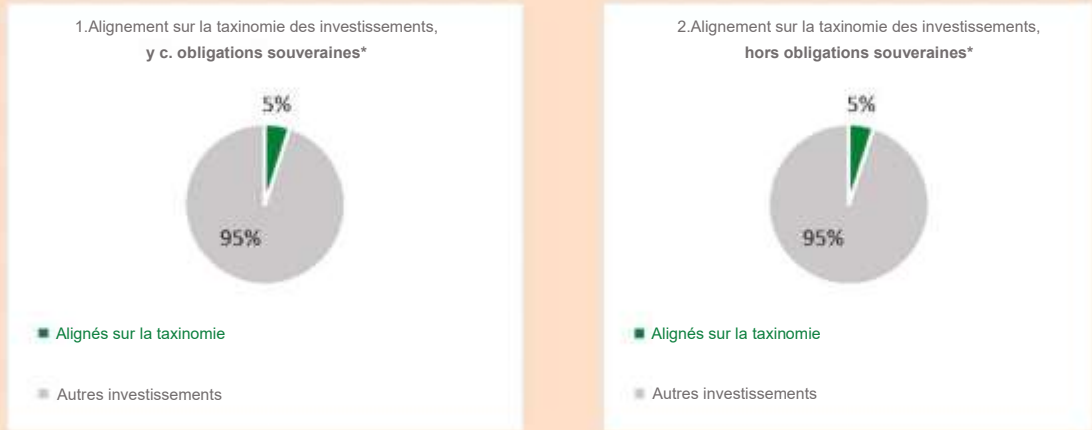 1.Alignement sur la taxinomie des investissements,
y c. obligations souveraines*
5%
95%
Alignés sur la taxinomie
Autres investissements
2.Alignement sur la taxinomie des investissements,
hors obligations souveraines*
5%
95%
Alignés sur la taxinomie
Autres investissements